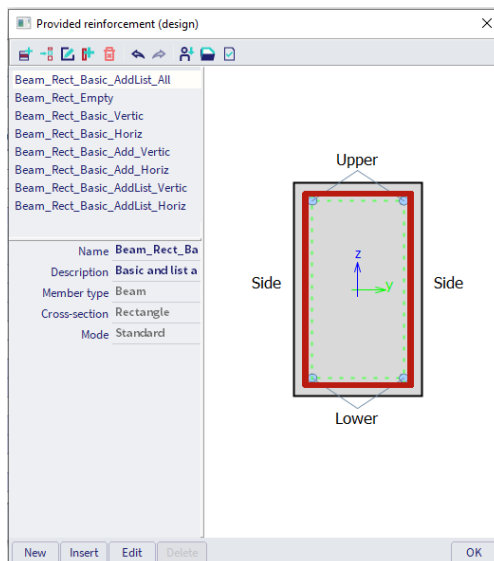 Provided reinforcement (design)
Beam_Rect_Basic_AddList_All
Beam_Rect_Empty
Beam_Rect_Basic_Vertic
Beam_Rect_Basic_Horiz
Beam_Rect_Basic_Add_Vertic
Beam_Rect_Basic_Add_Horiz
Beam_Rect_Basic_AddList_Vertic
Beam_Rect_Basic_AddList_Horiz
Name Beam_Rect_Ba
Description Basic and list a
Member type Beam
Cross-section Rectangle
Mode Standard
Upper
z
Side
y
Side
Lower
New Insert Edit Delete OK